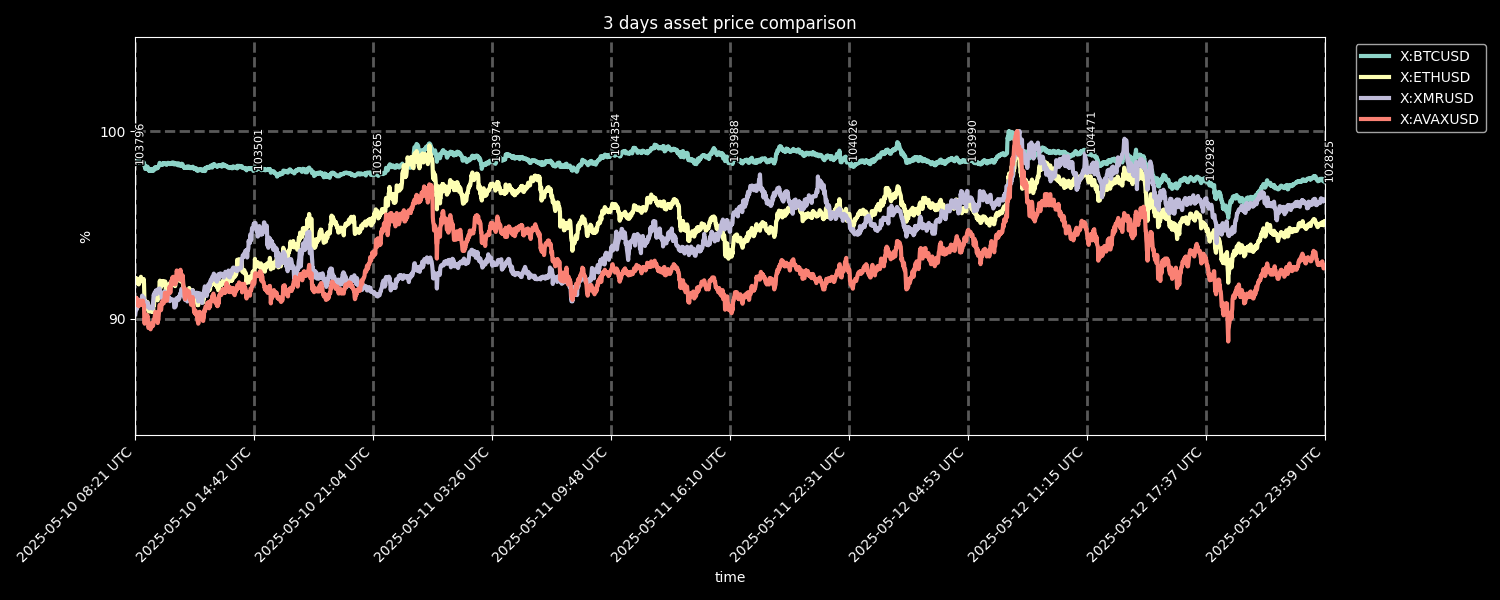 3 days asset price comparison
X:BTCUSD
X:ETHUSD
X:XMRUSD
X:AVAXUSD
100
90
%
103796
103501
103265
103974
104354
103988
104026
103990
104471
102928
102825
2025-05-10 08:21 UTC
2025-05-10 14:42 UTC
2025-05-10 21:04 UTC
2025-05-11 03:26 UTC
2025-05-11 09:48 UTC
2025-05-11 16:10 UTC
2025-05-11 22:31 UTC
2025-05-12 04:53 UTC
2025-05-12 11:15 UTC
2025-05-12 17:37 UTC
2025-05-12 23:59 UTC
time